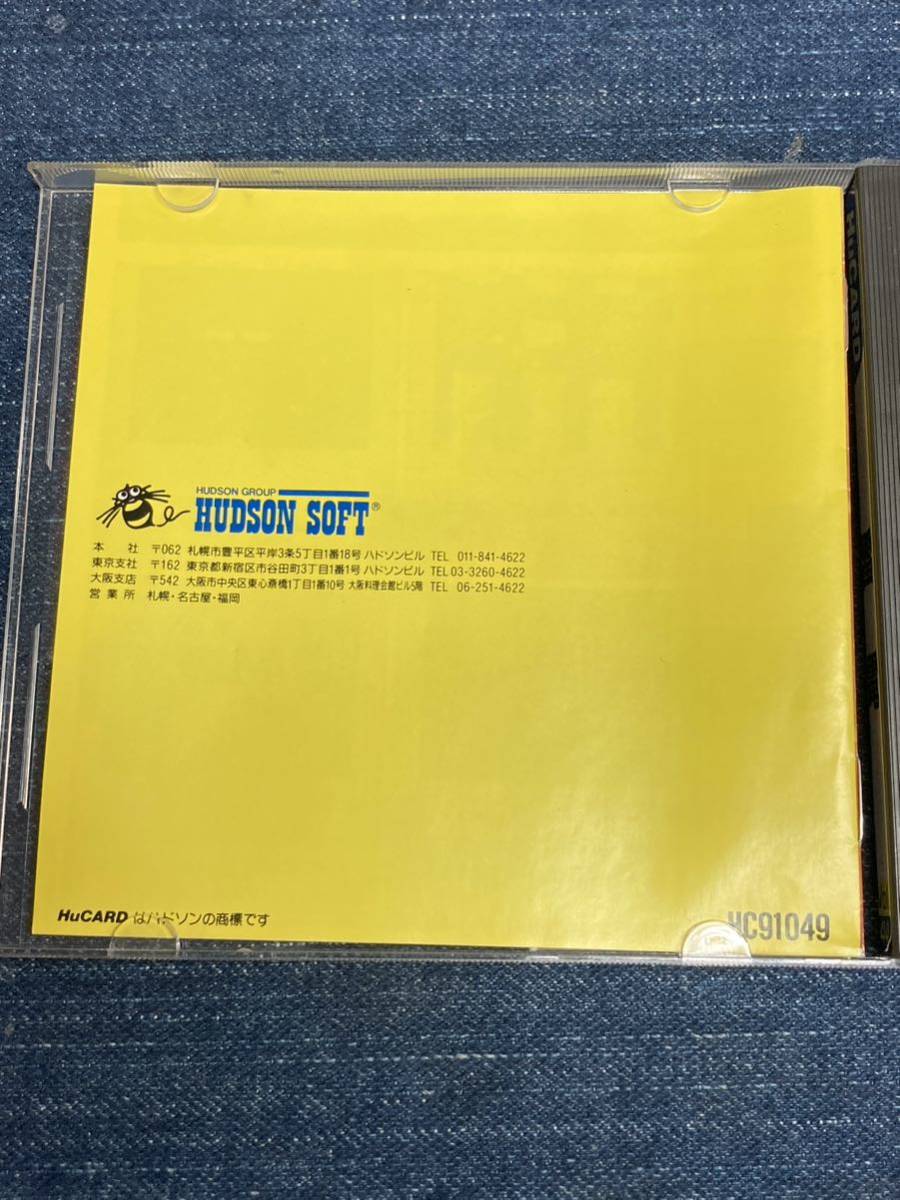 HUDSON GROUP
HUDSON SOFT®
本 社 〒062 札幌市豊平区平岸3条5丁目1番18号 ハドソンビル TEL 011-841-4622
東京支社 〒162 東京都新宿区市谷田町3丁目1番1号 ハドソンビル TEL 03-3260-4622
大阪支店 〒542 大阪市中央区東心斎橋1丁目1番10号 大阪料理会館ビル5階 TEL 06-251-4622
営業所 札幌・名古屋・福岡
HuCARD はハドソンの商標です
HC91049
HuCARD